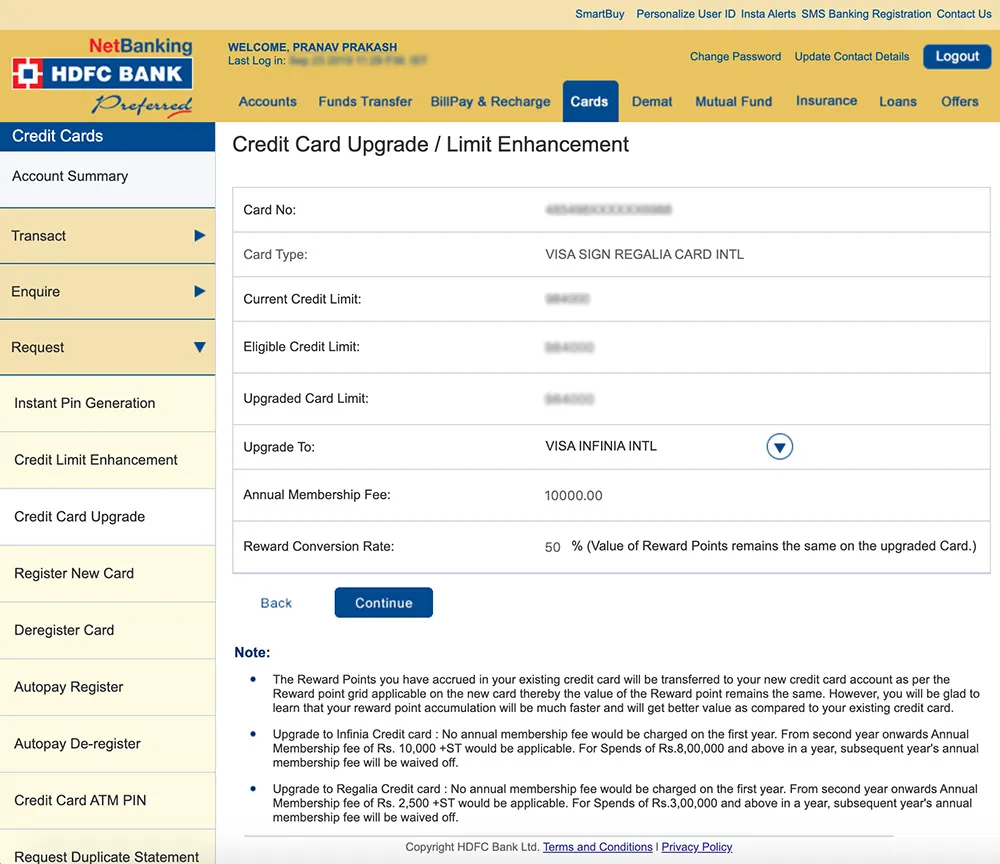 SmartBuy Personalize User ID Insta Alerts SMS Banking Registration Contact Us
NetBanking
HDFC BANK
Preferred
WELCOME, PRANAV PRAKASH
Last Log in:
Change Password Update Contact Details Logout
Accounts Funds Transfer BillPay & Recharge Cards Demat Mutual Fund Insurance Loans Offers
Credit Cards
Account Summary
Transact
Enquire
Request
Instant Pin Generation
Credit Limit Enhancement
Credit Card Upgrade
Register New Card
Deregister Card
Autopay Register
Autopay De-register
Credit Card ATM PIN
Request Duplicate Statement
Credit Card Upgrade / Limit Enhancement
Card No:
Card Type: VISA SIGN REGALIA CARD INTL
Current Credit Limit:
Eligible Credit Limit:
Upgraded Card Limit:
Upgrade To: VISA INFINIA INTL
Annual Membership Fee: 10000.00
Reward Conversion Rate: 50 % (Value of Reward Points remains the same on the upgraded Card.)
Back Continue
Note:
• The Reward Points you have accrued in your existing credit card will be transferred to your new credit card account as per the
Reward point grid applicable on the new card thereby the value of the Reward point remains the same. However, you will be glad to
learn that your reward point accumulation will be much faster and will get better value as compared to your existing credit card.
• Upgrade to Infinia Credit card : No annual membership fee would be charged on the first year. From second year onwards Annual
Membership fee of Rs. 10,000 +ST would be applicable. For Spends of Rs.8,00,000 and above in a year, subsequent year's annual
membership fee will be waived off.
• Upgrade to Regalia Credit card : No annual membership fee would be charged on the first year. From second year onwards Annual
Membership fee of Rs. 2,500 +ST would be applicable. For Spends of Rs.3,00,000 and above in a year, subsequent year's annual
membership fee will be waived off.
Copyright HDFC Bank Ltd. Terms and Conditions | Privacy Policy